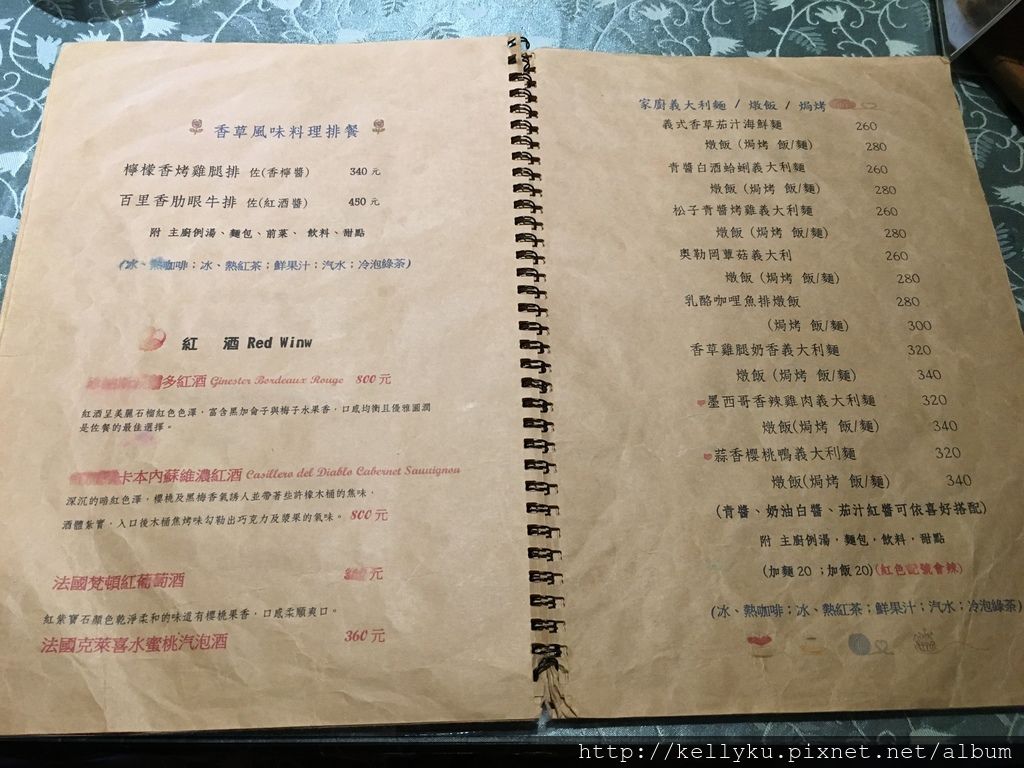 香草風味料理排餐
檸檬香烤雞腿排 佐(香檸醬) 340 元
百里香肋眼牛排 佐(紅酒醬) 450 元
附 主廚例湯、麵包、前菜、飲料、甜點
(冰、熱咖啡；冰、熱紅茶；鮮果汁；汽水；冷泡綠茶)
紅 酒 Red Winw
多紅酒 Ginester Bordeaux Rouge 800 元
紅酒呈美麗石榴紅色色澤，富含黑加侖子與梅子水果香，口感均衡且優雅圓潤
是佐餐的最佳選擇。
卡本內蘇維濃紅酒 Casillero del Diablo Cabernet Sauvignon
深沉的暗紅色澤，櫻桃及黑梅香氣誘人並帶著些許橡木桶的焦味，
酒體紮實，入口後木桶焦烤味勾勒出巧克力及漿果的氣味。 800 元
法國梵頓紅葡萄酒 元
紅紫寶石顏色乾淨柔和的味道有櫻桃果香，口感柔順爽口。
法國克萊喜水蜜桃汽泡酒 360 元
家廚義大利麵 / 燉飯 / 焗烤
義式香草茄汁海鮮麵 260
燉飯 (焗烤 飯/麵) 280
青醬白酒蛤蜊義大利麵 260
燉飯 (焗烤 飯/麵) 280
松子青醬烤雞義大利麵 260
燉飯 (焗烤 飯/麵) 280
奧勒岡蕈菇義大利 260
燉飯 (焗烤 飯/麵) 280
乳酪咖哩魚排燉飯 280
(焗烤 飯/麵) 300
香草雞腿奶香義大利麵 320
燉飯 (焗烤 飯/麵) 340
墨西哥香辣雞肉義大利麵 320
燉飯(焗烤 飯/麵) 340
蒜香櫻桃鴨義大利麵 320
燉飯(焗烤 飯/麵) 340
(青醬、奶油白醬、茄汁紅醬可依喜好搭配)
附 主廚例湯，麵包，飲料，甜點
(加麵 20 ；加飯 20)(紅色記號會辣)
(冰、熱咖啡；冰、熱紅茶；鮮果汁；汽水；冷泡綠茶)
http://kellyku.pixnet.net/album